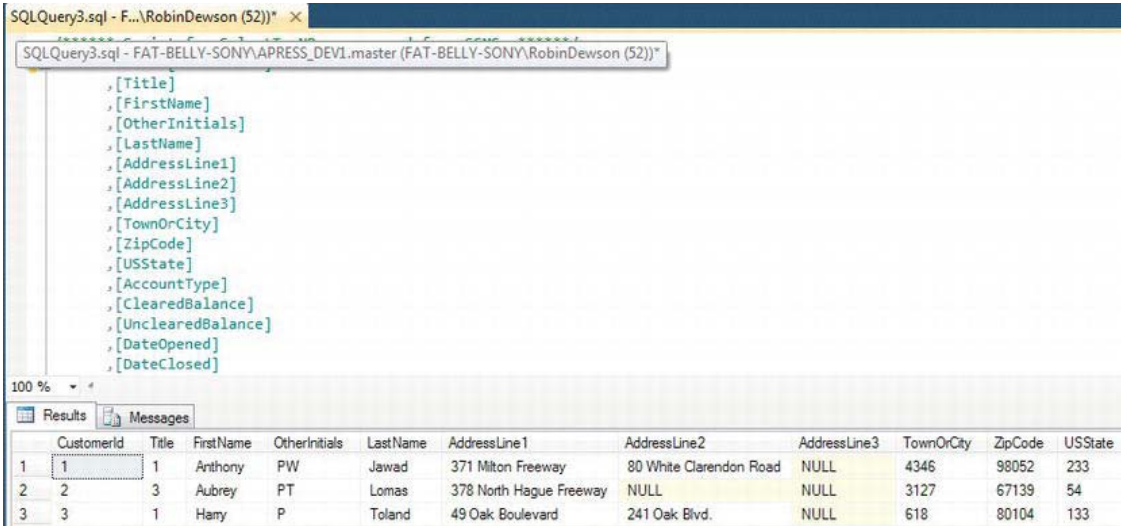 SQLQuery3.sql - F...\RobinDewson (52))* ×
SQLQuery3.sql - FAT-BELLY-SONY\APRESS_DEV1.master (FAT-BELLY-SONY\RobinDewson (52))*
,[Title]
,[FirstName]
,[OtherInitials]
,[LastName]
,[AddressLine1]
,[AddressLine2]
,[AddressLine3]
,[TownOrCity]
,[ZipCode]
,[USState]
,[AccountType]
,[ClearedBalance]
,[UnclearedBalance]
,[DateOpened]
,[DateClosed]
100 %
Results Messages
CustomerId Title FirstName OtherInitials LastName AddressLine1 AddressLine2 AddressLine3 TownOrCity ZipCode USState
1 1 1 Anthony PW Jawad 371 Milton Freeway 80 White Clarendon Road NULL 4346 98052 233
2 2 3 Aubrey PT Lomas 378 North Hague Freeway NULL NULL 3127 67139 54
3 3 1 Harry P Toland 49 Oak Boulevard 241 Oak Blvd. NULL 618 80104 133